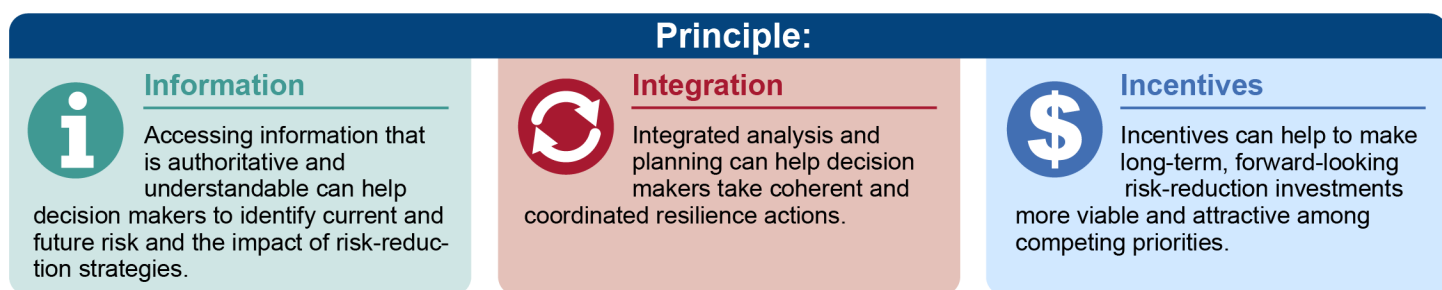 Principle:
Information
Accessing information that
is authoritative and
understandable can help
decision makers to identify current and
future risk and the impact of risk-reduc-
tion strategies.
Integration
Integrated analysis and
planning can help decision
makers take coherent and
coordinated resilience actions.
$
Incentives
Incentives can help to make
long-term, forward-looking
risk-reduction investments
more viable and attractive among
competing priorities.